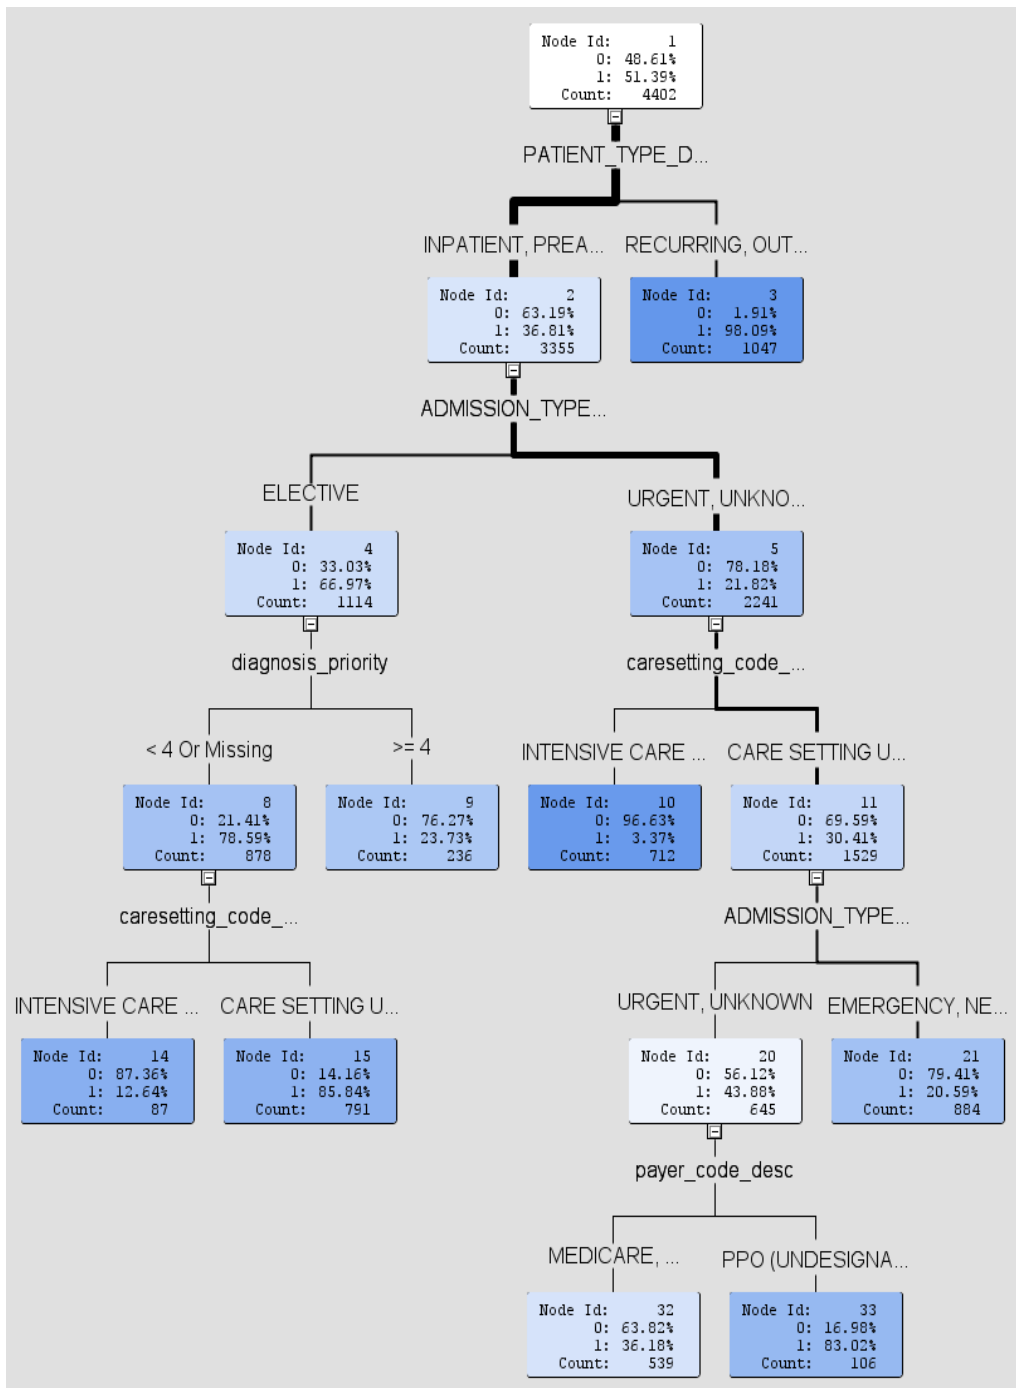 Node Id: 1
0: 48.61%
1: 51.39%
Count: 4402
PATIENT_TYPE_D...
INPATIENT, PREA... RECURRING, OUT...
Node Id: 2
0: 63.19%
1: 36.81%
Count: 3355
Node Id: 3
0: 1.91%
1: 98.09%
Count: 1047
ADMISSION_TYPE...
ELECTIVE
URGENT, UNKNO...
Node Id: 4
0: 33.03%
1: 66.97%
Count: 1114
Node Id: 5
0: 78.18%
1: 21.82%
Count: 2241
diagnosis_priority
caresetting_code_...
< 4 Or Missing
>= 4
INTENSIVE CARE ...
CARE SETTING U...
Node Id: 8
0: 21.41%
1: 78.59%
Count: 878
Node Id: 9
0: 76.27%
1: 23.73%
Count: 236
Node Id: 10
0: 96.63%
1: 3.37%
Count: 712
Node Id: 11
0: 69.59%
1: 30.41%
Count: 1529
caresetting_code_...
ADMISSION_TYPE...
INTENSIVE CARE ...
CARE SETTING U...
URGENT, UNKNOWN
EMERGENCY, NE...
Node Id: 14
0: 87.36%
1: 12.64%
Count: 87
Node Id: 15
0: 14.16%
1: 85.84%
Count: 791
Node Id: 20
0: 56.12%
1: 43.88%
Count: 645
Node Id: 21
0: 79.41%
1: 20.59%
Count: 884
payer_code_desc
MEDICARE, ...
PPO (UNDESIGNA...
Node Id: 32
0: 63.82%
1: 36.18%
Count: 539
Node Id: 33
0: 16.98%
1: 83.02%
Count: 106